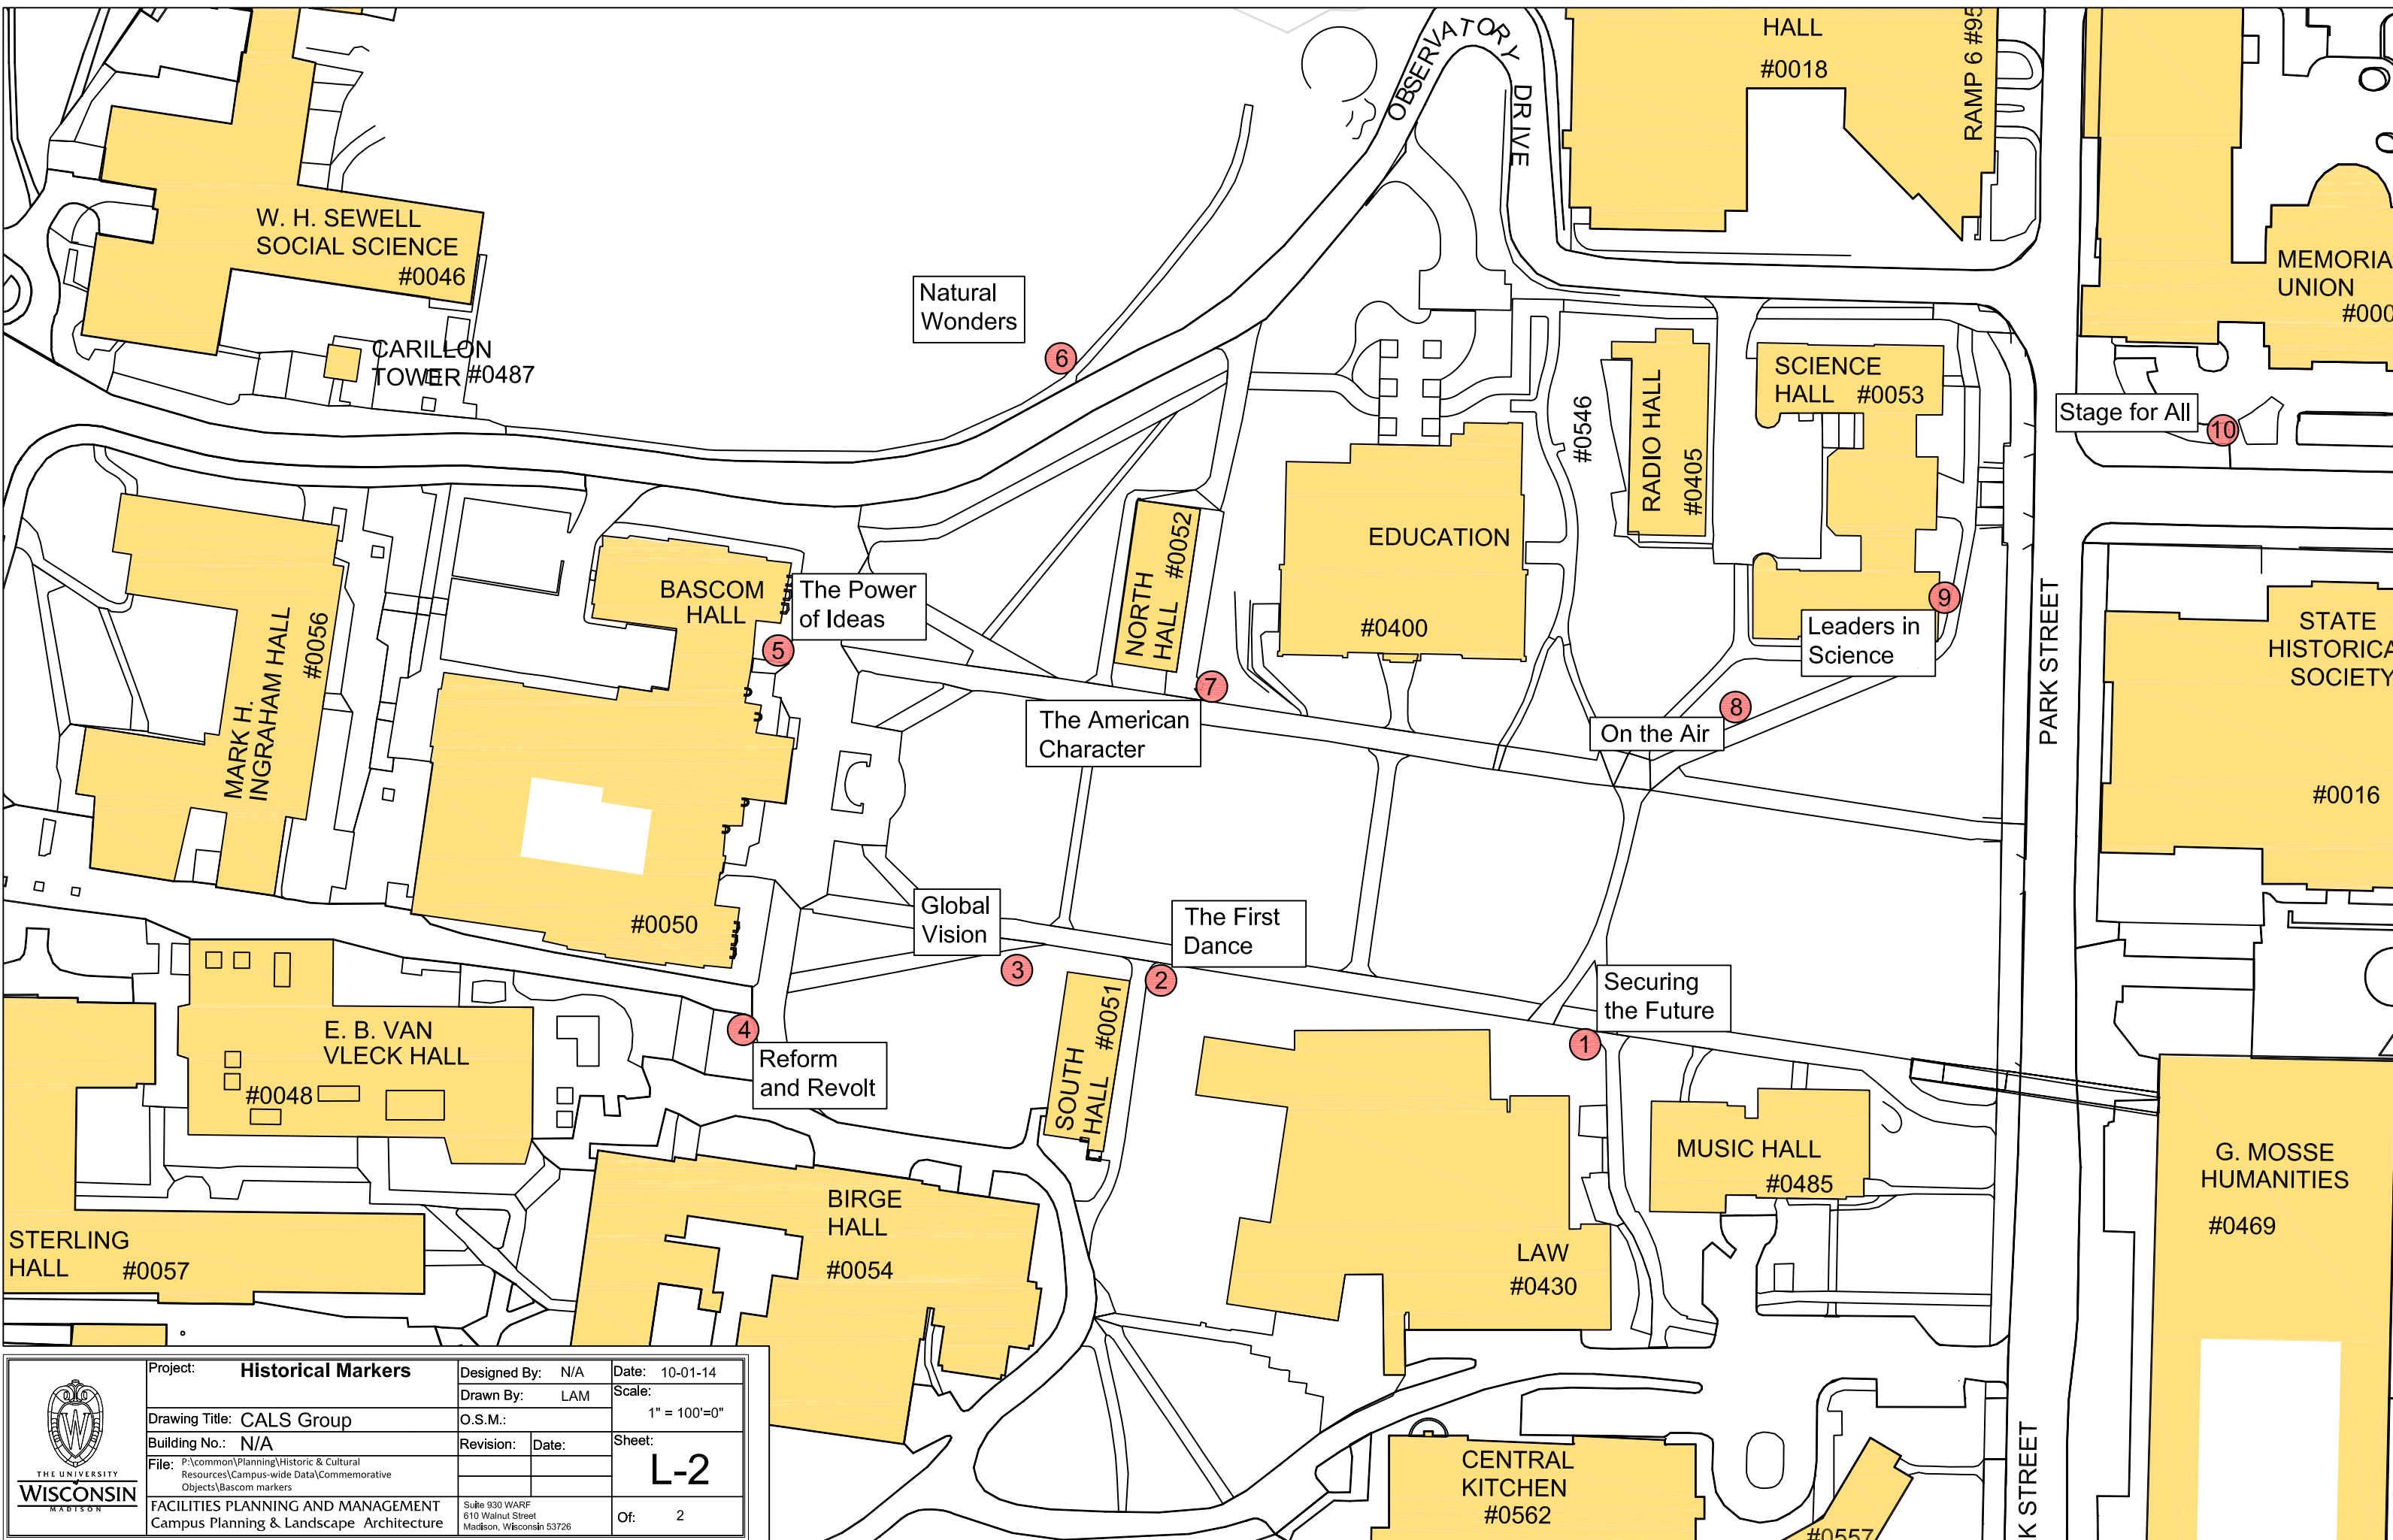 OBSERVATORY
DRIVE
HALL
#0018
RAMP 6 #95
W. H. SEWELL
SOCIAL SCIENCE
#0046
CARILLON
TOWER #0487
Natural
Wonders
6
MEMORIA
UNION
#000
SCIENCE
HALL #0053
RADIO HALL
#0405
#0546
Stage for All
10
EDUCATION
#0400
NORTH
HALL #0052
BASCOM
HALL
The Power
of Ideas
5
MARK H.
INGRAHAM HALL
#0056
7
The American
Character
9
Leaders in
Science
8
On the Air
PARK STREET
STATE
HISTORICA
SOCIETY
#0016
#0050
Global
Vision
3
The First
Dance
2
Securing
the Future
1
4
Reform
and Revolt
SOUTH
HALL #0051
E. B. VAN
VLECK HALL
#0048
MUSIC HALL
#0485
G. MOSSE
HUMANITIES
#0469
BIRGE
HALL
#0054
LAW
#0430
STERLING
HALL #0057
CENTRAL
KITCHEN
#0562
#0557
K STREET
THE UNIVERSITY
of
WISCONSIN
MADISON
Project: Historical Markers
Drawing Title: CALS Group
Building No.: N/A
File: P:\common\Planning\Historic & Cultural
Resources\Campus-wide Data\Commemorative
Objects\Bascom markers
FACILITIES PLANNING AND MANAGEMENT
Campus Planning & Landscape Architecture
Designed By: N/A
Drawn By: LAM
O.S.M.:
Revision: Date:
Suite 930 WARF
610 Walnut Street
Madison, Wisconsin 53726
Date: 10-01-14
Scale:
1" = 100'=0"
Sheet:
L-2
Of: 2